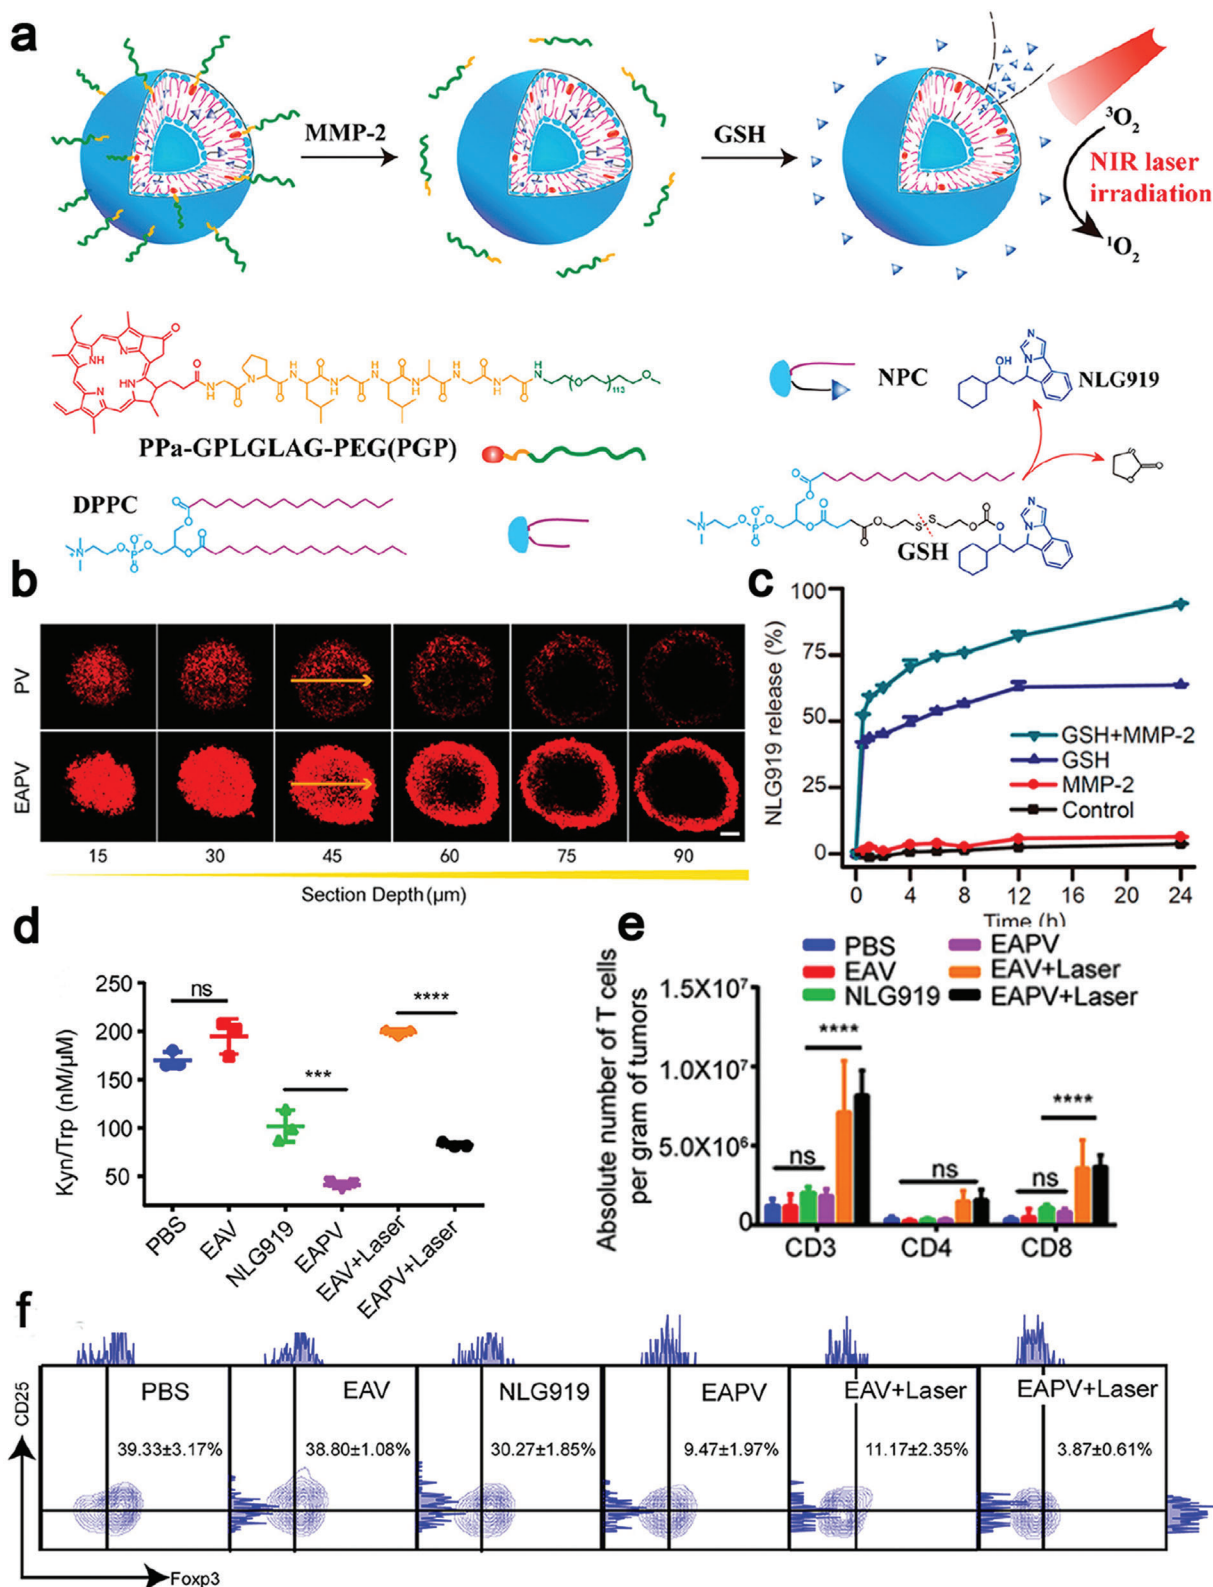 a
MMP-2
GSH
³O₂
NIR laser
irradiation
¹O₂
PPa-GPLGLAG-PEG(PGP)
NPC
NLG919
DPPC
GSH
b
PV
EAPV
15 30 45 60 75 90
Section Depth (μm)
c
NLG919 release (%)
100
75
50
25
0
GSH+MMP-2
GSH
MMP-2
Control
0 4 8 12 16 20 24
Time (h)
d
Kyn/Trp (nM/μM)
250
200
150
100
50
ns
***
****
PBS
EAV
NLG919
EAPV
EAV+Laser
EAPV+Laser
e
PBS
EAV
NLG919
EAPV
EAV+Laser
EAPV+Laser
Absolute number of T cells
per gram of tumors
1.5X10⁷
1.0X10⁷
5.0X10⁶
0
ns
****
ns
ns
****
CD3 CD4 CD8
f
CD25
Foxp3
PBS
39.33±3.17%
EAV
38.80±1.08%
NLG919
30.27±1.85%
EAPV
9.47±1.97%
EAV+Laser
11.17±2.35%
EAPV+Laser
3.87±0.61%